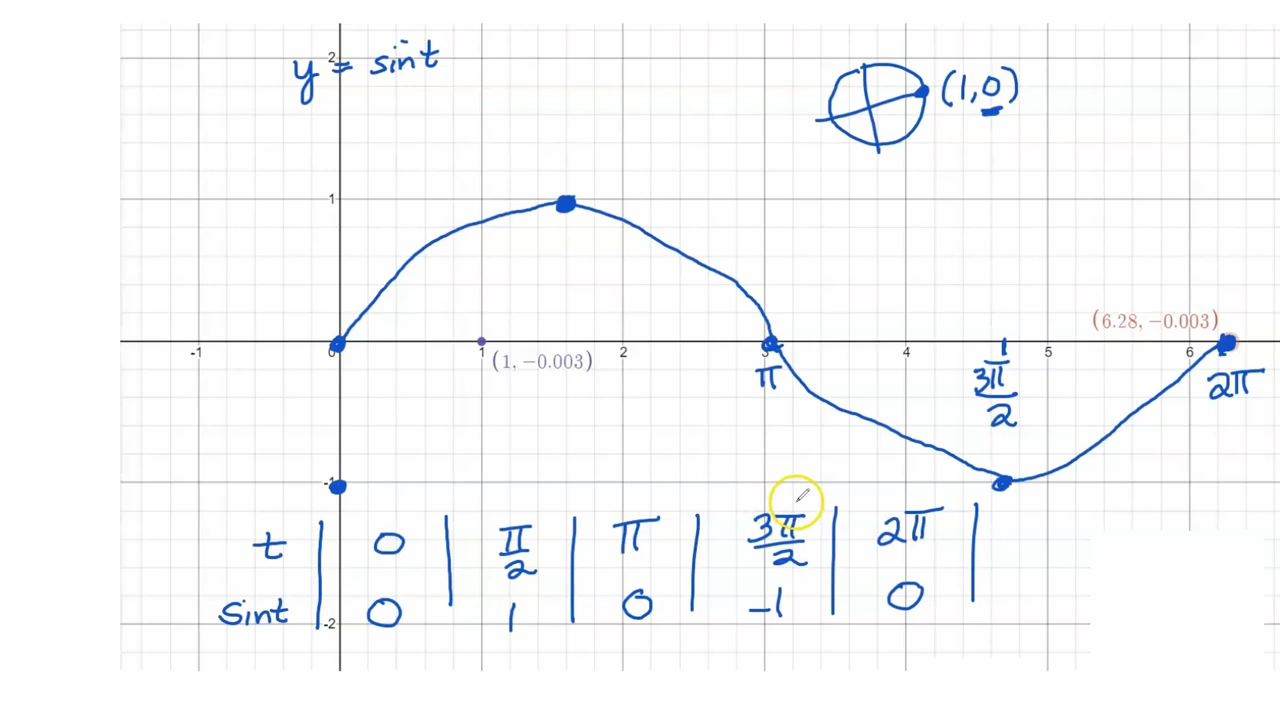 y = sint
2
(1,0)
1
(6.28, −0.003)
-1 0 1 2 3 4 5 6
(1, −0.003)
π 3π/2 2π
-1
t | 0 | π/2 | π | 3π/2 | 2π |
sint | 0 | 1 | 0 | -1 | 0
-2